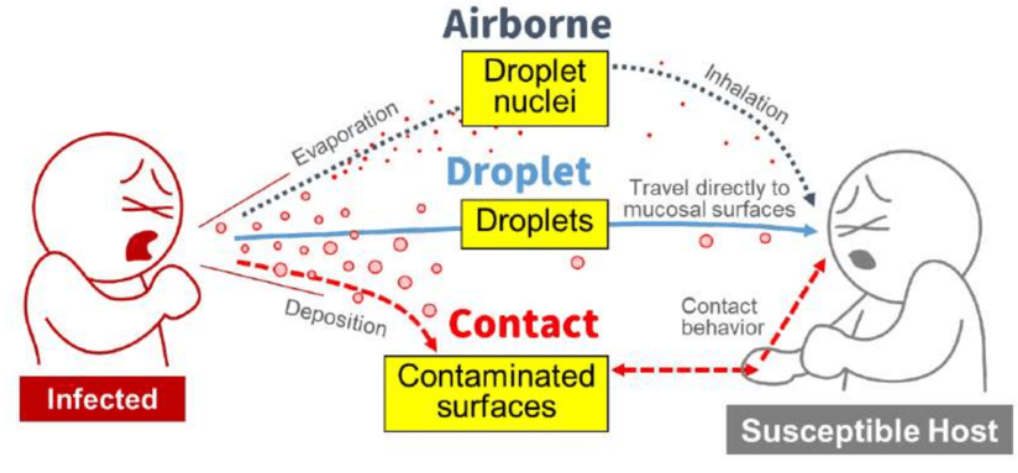 Airborne
Droplet
nuclei
Evaporation
Inhalation
Droplet
Droplets
Travel directly to
mucosal surfaces
Deposition
Contact
Contaminated
surfaces
Contact
behavior
Infected
Susceptible Host